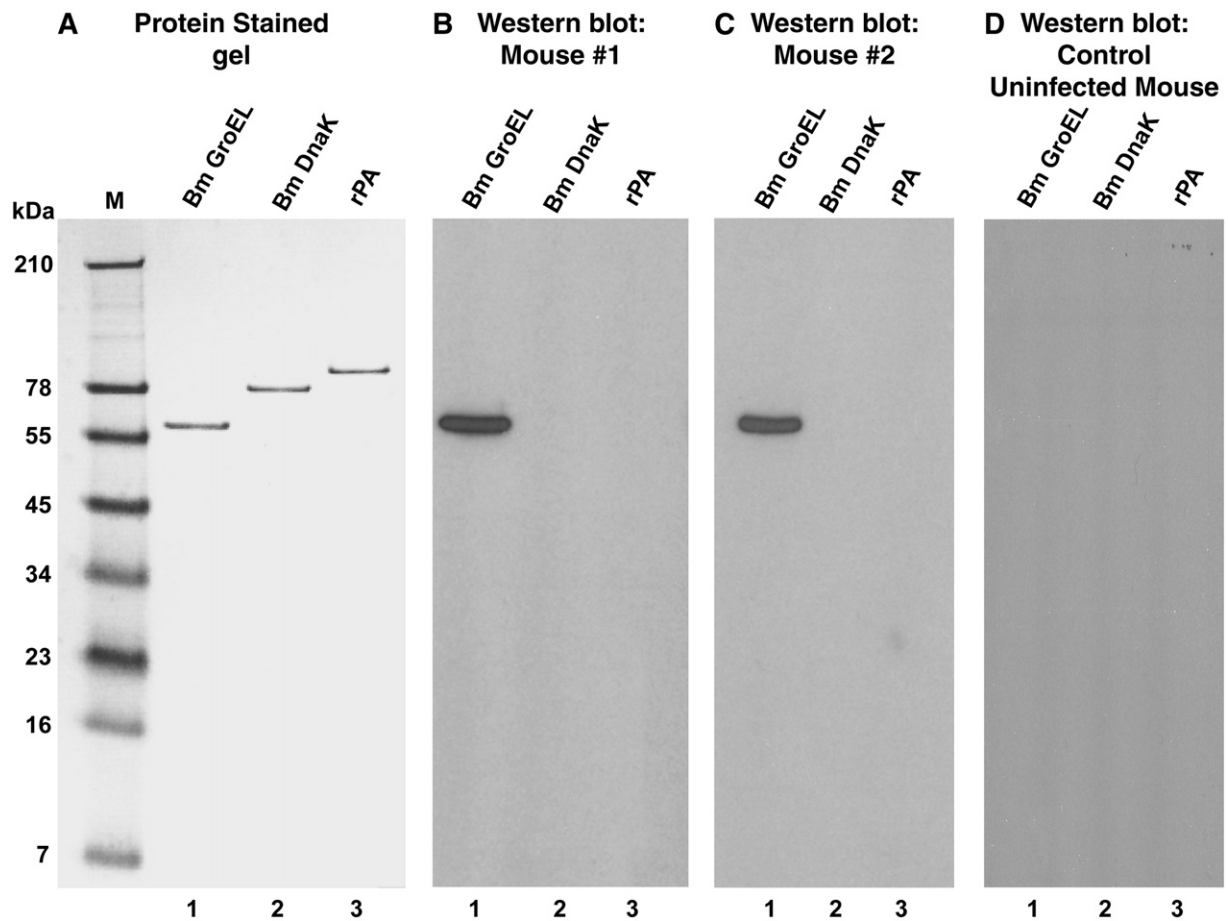 A Protein Stained
gel
B Western blot:
Mouse #1
C Western blot:
Mouse #2
D Western blot:
Control
Uninfected Mouse
kDa
M
Bm GroEL
Bm DnaK
rPA
Bm GroEL
Bm DnaK
rPA
Bm GroEL
Bm DnaK
rPA
Bm GroEL
Bm DnaK
rPA
210
78
55
45
34
23
16
7
1 2 3
1 2 3
1 2 3
1 2 3